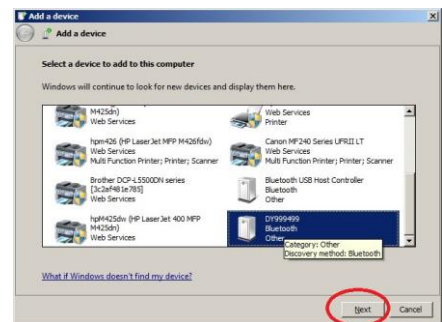 Add a device
Add a device
Select a device to add to this computer
Windows will continue to look for new devices and display them here.
M425dn)
Web Services
Web Services
Printer
hpm426 (HP LaserJet MFP M426fdw)
Web Services
Multi Function Printer; Printer; Scanner
Canon MF240 Series UFRII LT
Web Services
Multi Function Printer; Printer; Scanner
Brother DCP-L5500DN series
[3c2af481e785]
Web Services
Bluetooth USB Host Controller
Bluetooth
Other
hpM425dw (HP LaserJet 400 MFP
M425dn)
Web Services
DY999499
Bluetooth
Other
Category: Other
Discovery method: Bluetooth
What if Windows doesn't find my device?
Next
Cancel